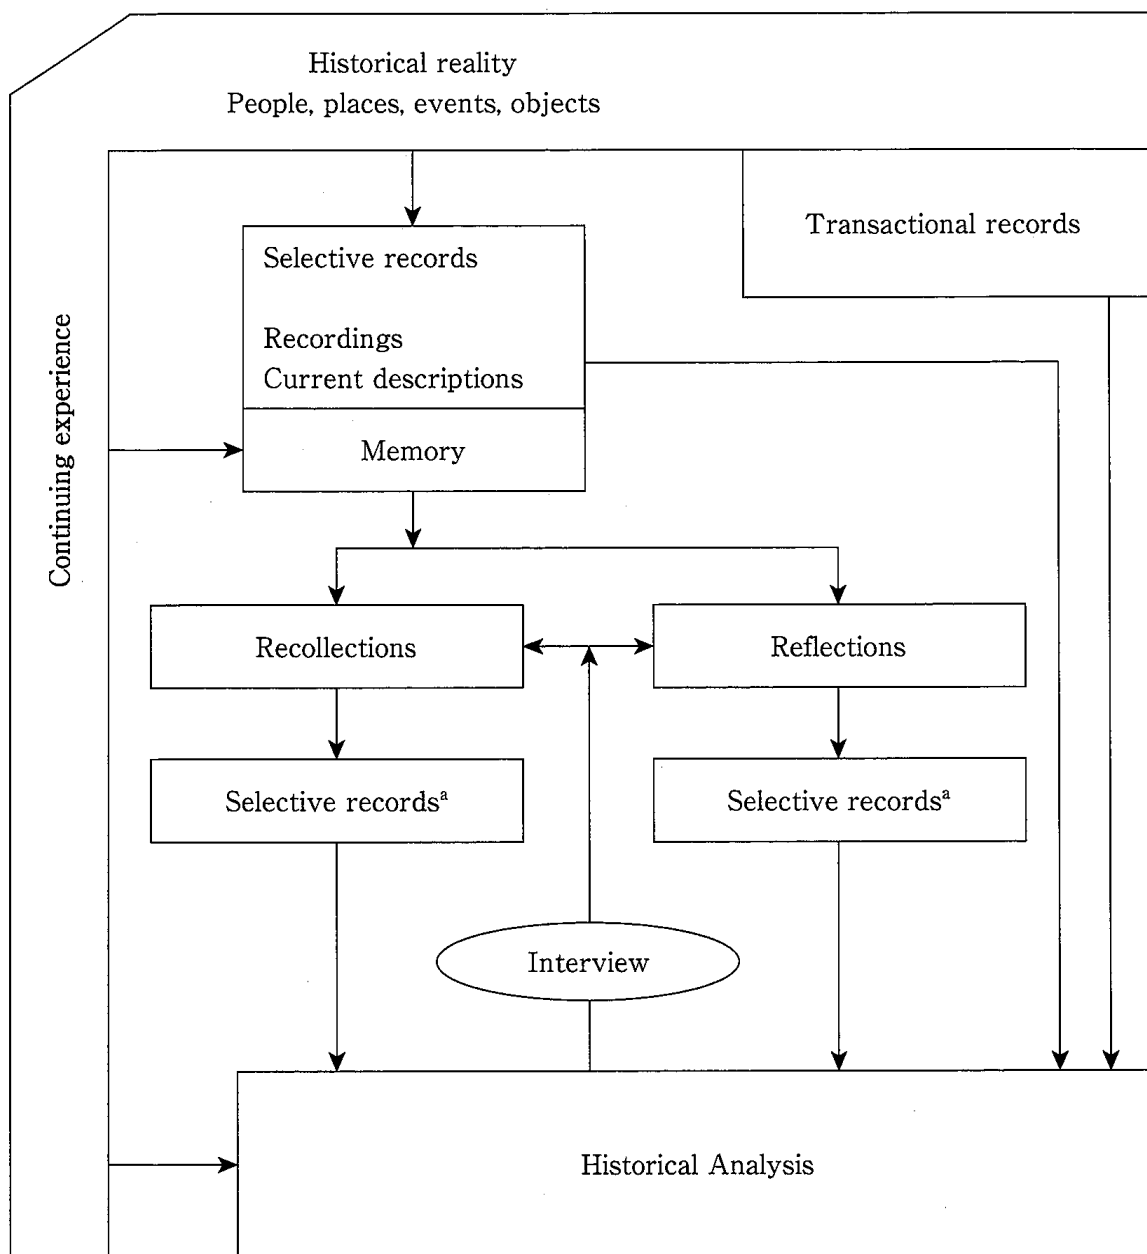 Historical reality
People, places, events, objects
Transactional records
Selective records
Recordings
Current descriptions
Memory
Continuing experience
Recollections
Reflections
Selective recordsᵃ
Selective recordsᵃ
Interview
Historical Analysis